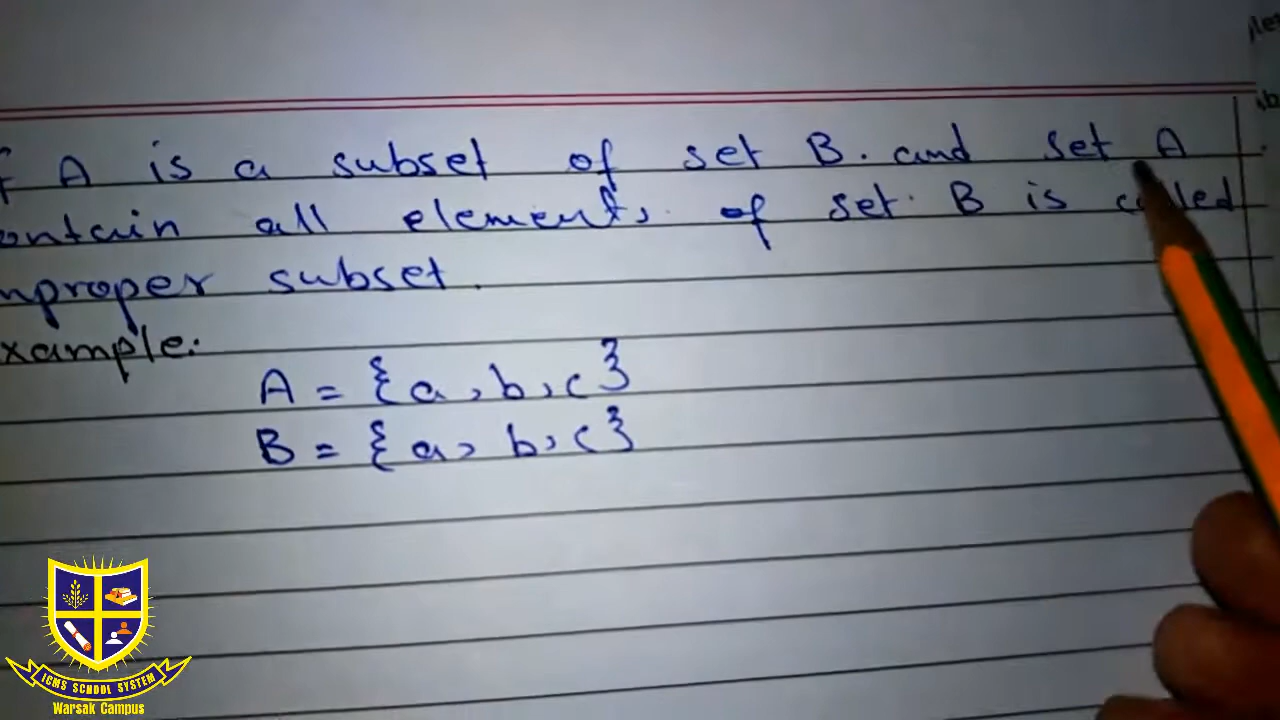 f A is a subset of set B. and set A
ontain all elements of set B is called
mproper subset.
xample:
A = {a, b, c}
B = {a, b, c}
ICMS SCHOOL SYSTEM
Warsak Campus